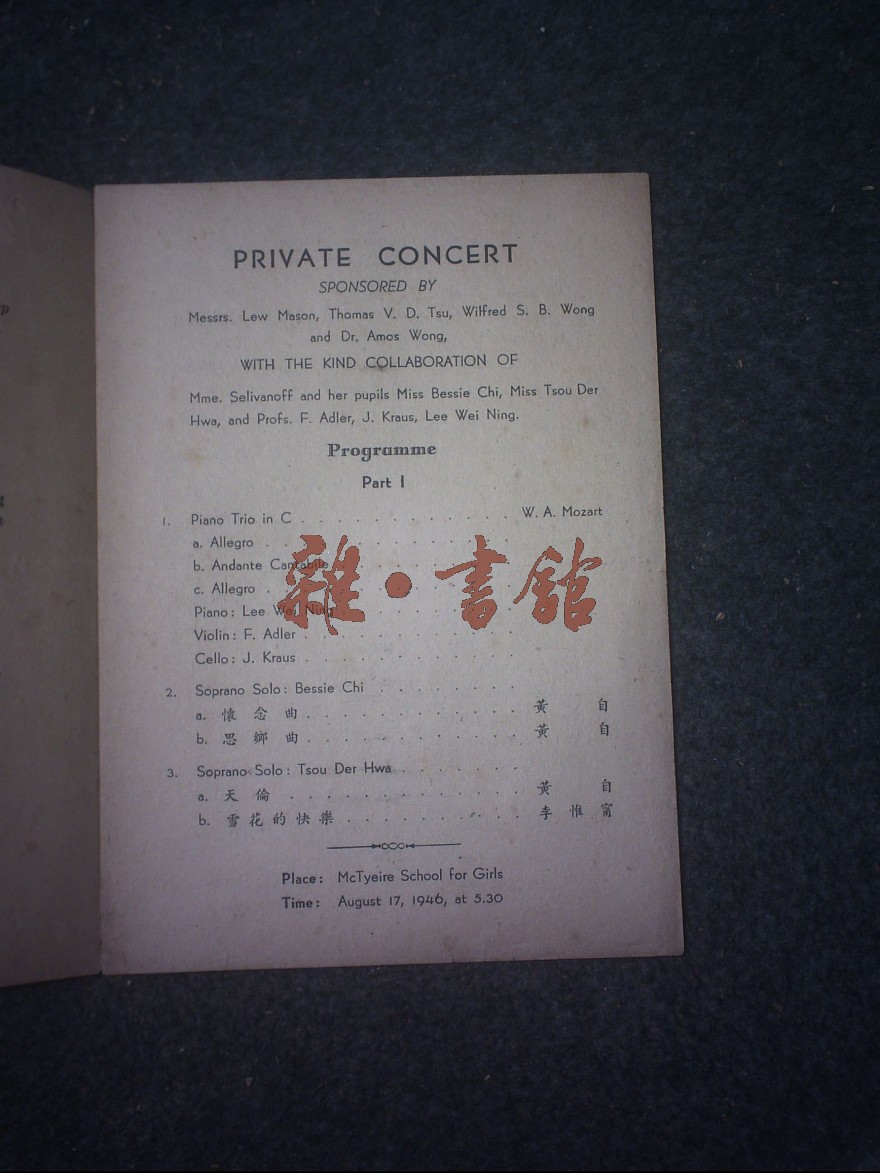 PRIVATE CONCERT
SPONSORED BY
Messrs. Lew Mason, Thomas V. D. Tsu, Wilfred S. B. Wong
and Dr. Amos Wong,
WITH THE KIND COLLABORATION OF
Mme. Selivanoff and her pupils Miss Bessie Chi, Miss Tsou Der
Hwa, and Profs. F. Adler, J. Kraus, Lee Wei Ning.
Programme
Part I
1. Piano Trio in C . . . . . . . . . . W. A. Mozart
a. Allegro . . . . . . . . . . .
b. Andante Cantabile . . . . . . . .
c. Allegro . . . . . . . . . . .
Piano: Lee Wei Ning . . . . . . . .
Violin: F. Adler . . . . . . . . . .
Cello: J. Kraus . . . . . . . . . .
雜・書館
2. Soprano Solo: Bessie Chi . . . . . . .
a. 懷念曲 . . . . . . . . . . 黃自
b. 思鄉曲 . . . . . . . . . . 黃自
3. Soprano Solo: Tsou Der Hwa . . . . . .
a. 天倫 . . . . . . . . . . . 黃自
b. 雪花的快樂 . . . . . . . . . 李惟甯
Place: McTyeire School for Girls
Time: August 17, 1946, at 5.30